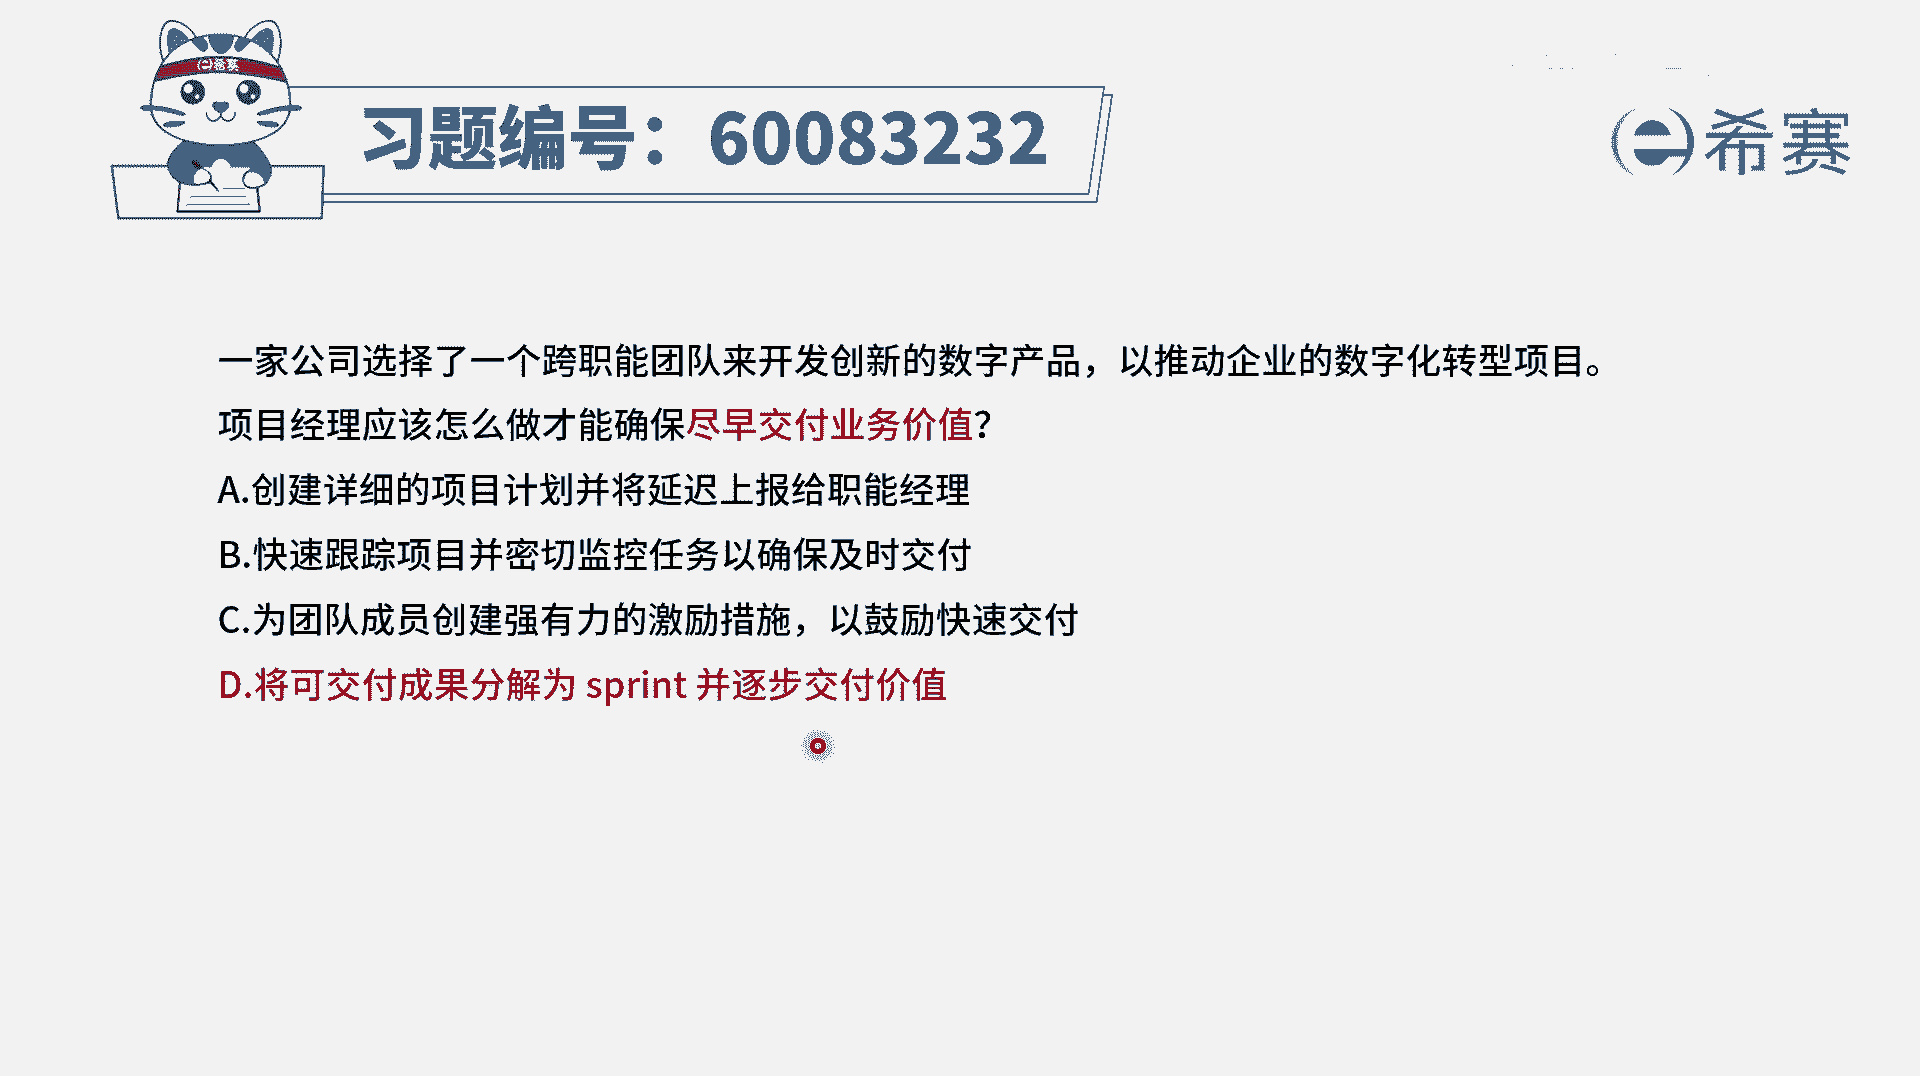 希赛
习题编号：60083232
希赛
一家公司选择了一个跨职能团队来开发创新的数字产品，以推动企业的数字化转型项目。
项目经理应该怎么做才能确保尽早交付业务价值？
A.创建详细的项目计划并将延迟上报给职能经理
B.快速跟踪项目并密切监控任务以确保及时交付
C.为团队成员创建强有力的激励措施，以鼓励快速交付
D.将可交付成果分解为 sprint 并逐步交付价值